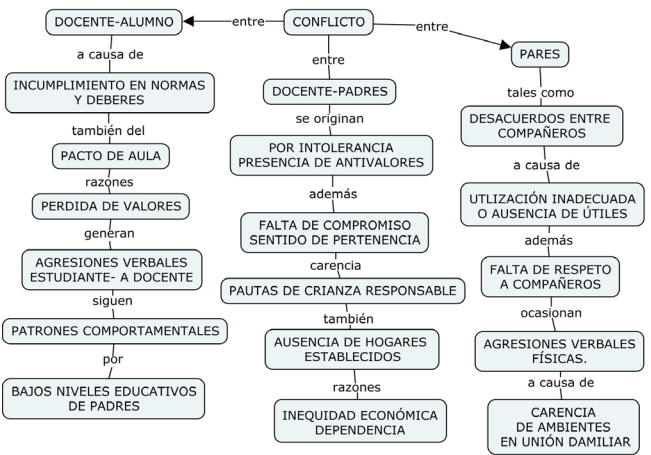 DOCENTE-ALUMNO
entre
CONFLICTO
entre
PARES
a causa de
INCUMPLIMIENTO EN NORMAS
Y DEBERES
también del
PACTO DE AULA
razones
PERDIDA DE VALORES
generan
AGRESIONES VERBALES
ESTUDIANTE- A DOCENTE
siguen
PATRONES COMPORTAMENTALES
por
BAJOS NIVELES EDUCATIVOS
DE PADRES
entre
DOCENTE-PADRES
se originan
POR INTOLERANCIA
PRESENCIA DE ANTIVALORES
además
FALTA DE COMPROMISO
SENTIDO DE PERTENENCIA
carencia
PAUTAS DE CRIANZA RESPONSABLE
también
AUSENCIA DE HOGARES
ESTABLECIDOS
razones
INEQUIDAD ECONÓMICA
DEPENDENCIA
tales como
DESACUERDOS ENTRE
COMPAÑEROS
a causa de
UTLIZACIÓN INADECUADA
O AUSENCIA DE ÚTILES
además
FALTA DE RESPETO
A COMPAÑEROS
ocasionan
AGRESIONES VERBALES
FÍSICAS.
a causa de
CARENCIA
DE AMBIENTES
EN UNIÓN DAMILIAR